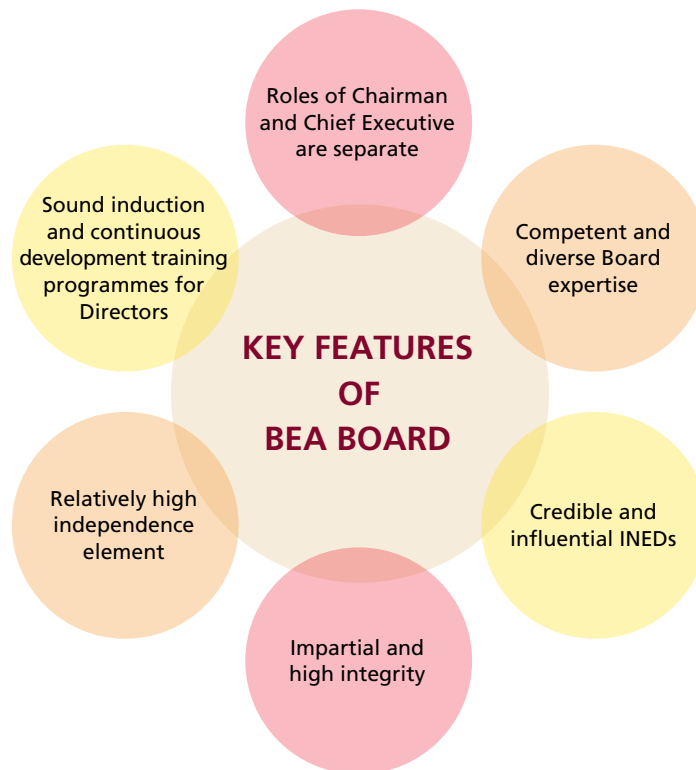 Roles of Chairman
and Chief Executive
are separate
Sound induction
and continuous
development training
programmes for
Directors
Competent and
diverse Board
expertise
KEY FEATURES
OF
BEA BOARD
Relatively high
independence
element
Credible and
influential INEDs
Impartial and
high integrity